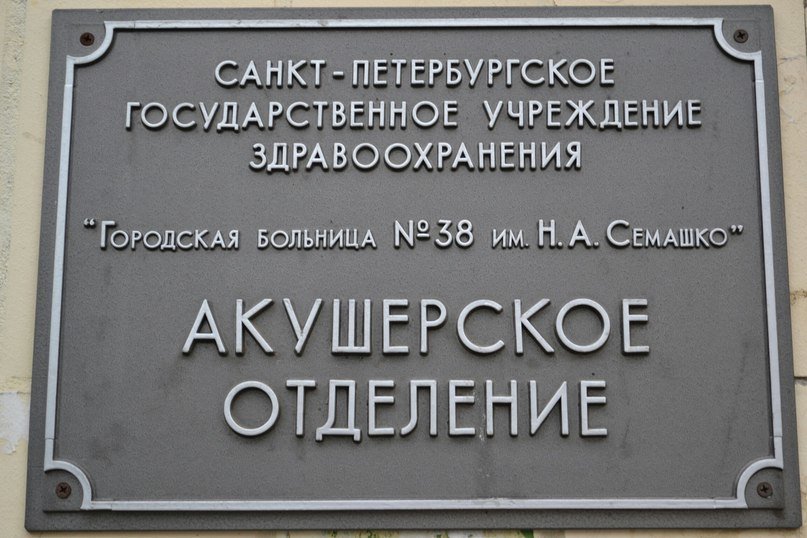 САНКТ-ПЕТЕРБУРГСКОЕ
ГОСУДАРСТВЕННОЕ УЧРЕЖДЕНИЕ
ЗДРАВООХРАНЕНИЯ
“Городская больница №38 им. Н.А. Семашко”
АКУШЕРСКОЕ
ОТДЕЛЕНИЕ